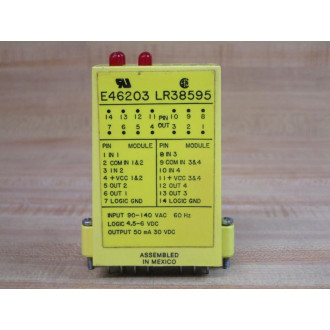 E46203 LR38595
14 13 12 11 PIN 10 9 8
7 6 5 4 OUT 3 2 1
PIN MODULE PIN MODULE
1 IN 1 8 IN 3
2 COM IN 1&2 9 COM IN 3&4
3 IN 2 10 IN 4
4 +VCC 1&2 11 +VCC 3&4
5 OUT 2 12 OUT 4
6 OUT 1 13 OUT 3
7 LOGIC GND 14 LOGIC GND
INPUT 90-140 VAC 60 Hz
LOGIC 4.5-6 VDC
OUTPUT 50 mA 30 VDC
ASSEMBLED
IN MEXICO